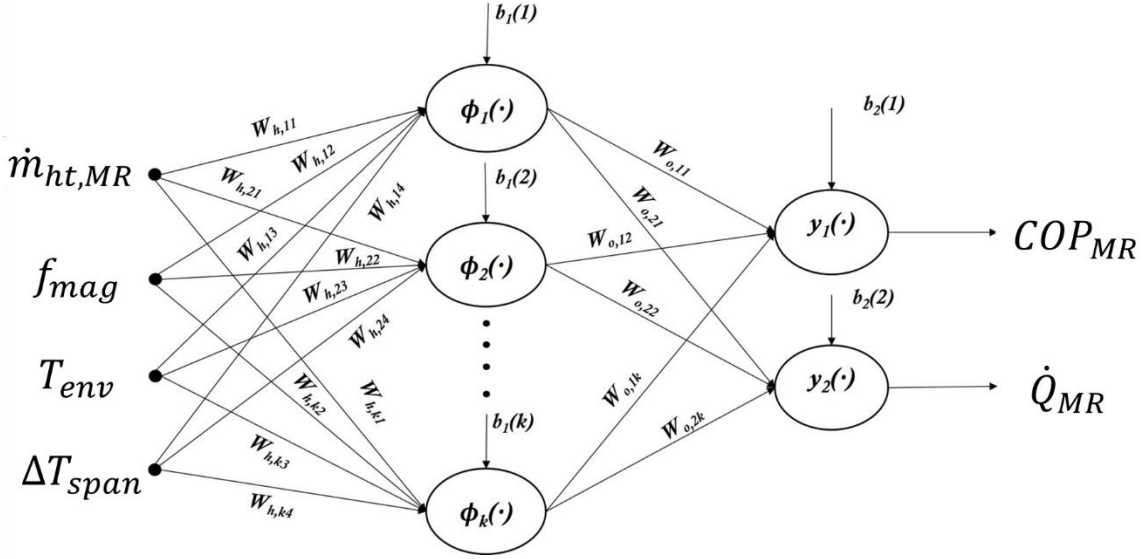 b₁(1)
W_h,11
ϕ₁(·)
b₂(1)
ṁ_ht,MR
W_h,12
W_o,11
W_h,21
W_h,14
b₁(2)
W_o,21
W_h,13
y₁(·)
COP_MR
f_mag
W_h,22
ϕ₂(·)
W_o,12
W_h,23
W_o,22
b₂(2)
W_h,24
T_env
W_h,k2
W_h,k1
b₁(k)
W_o,1k
y₂(·)
Q̇_MR
W_o,2k
ΔT_span
W_h,k3
W_h,k4
ϕ_k(·)